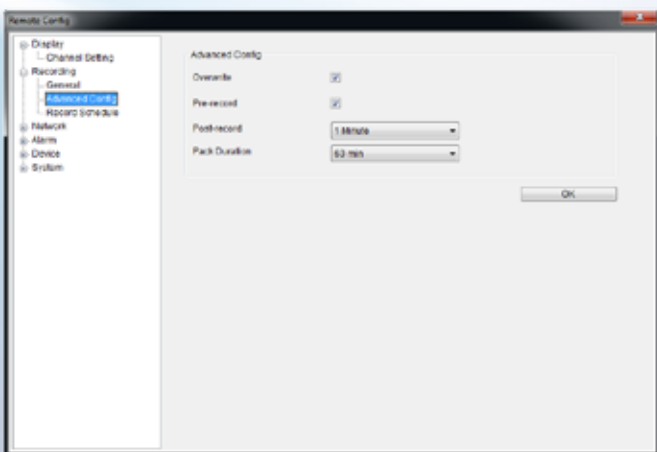 Remote Config
Display
Channel Setting
Recording
General
Advanced Config
Record Schedule
Network
Alarm
Device
System
Advanced Config
Overwrite
Pre-record
Post-record
1 Minute
Pack Duration
60 min
OK